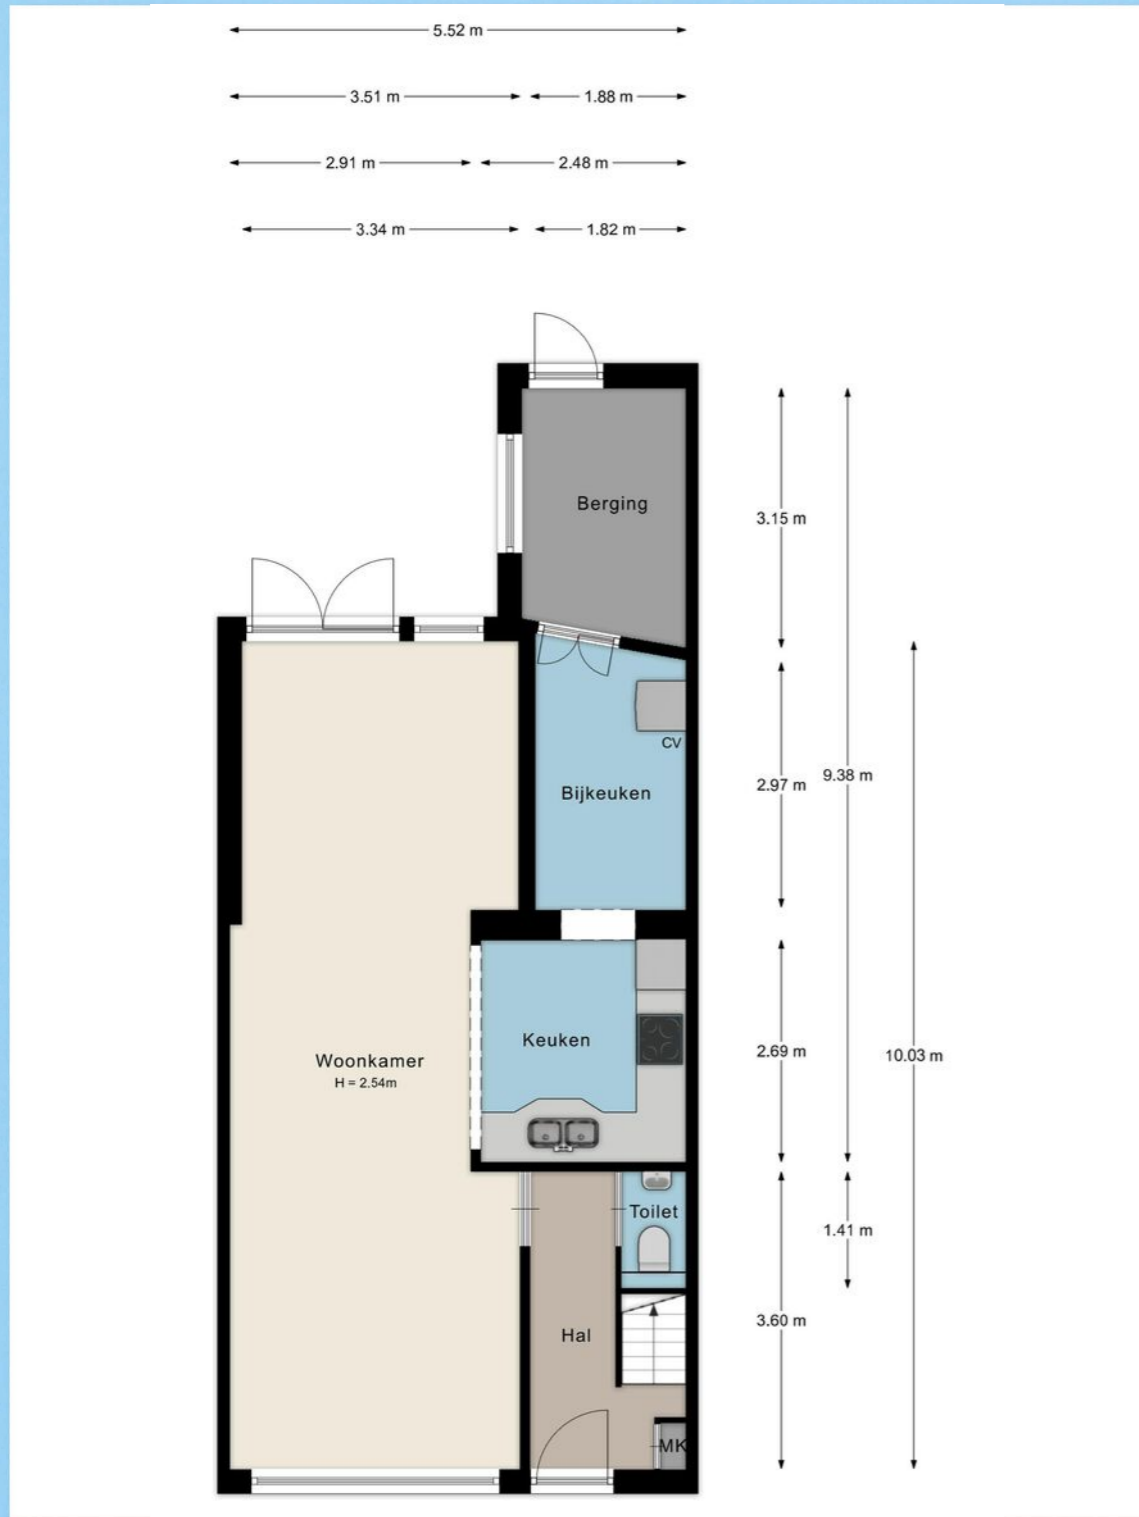 5.52 m
3.51 m
1.88 m
2.91 m
2.48 m
3.34 m
1.82 m
Berging
3.15 m
CV
Bijkeuken
2.97 m
9.38 m
Keuken
2.69 m
10.03 m
Woonkamer
H = 2.54m
Toilet
1.41 m
Hal
3.60 m
MK